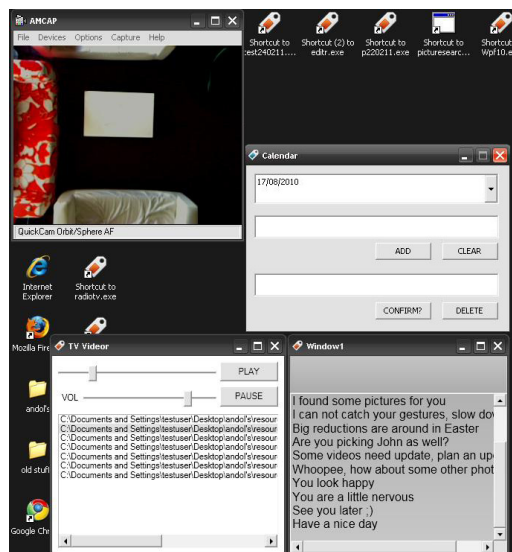 AMCAP
File Devices Options Capture Help
QuickCam Orbit/Sphere AF
Shortcut to
Shortcut (2) to
editr.exe
Shortcut to
p220211.exe
Shortcut to
picturesearc...
Shortcut
Wpf10.e
Calendar
17/08/2010
ADD CLEAR
CONFIRM? DELETE
Internet
Explorer
Shortcut to
radiotv.exe
Mozilla Fire
andol's
old stuf
Google Chr
TV Videor
PLAY
VOL PAUSE
C:\Documents and Settings\testuser\Desktop\andol's\resour
C:\Documents and Settings\testuser\Desktop\andol's\resour
C:\Documents and Settings\testuser\Desktop\andol's\resour
C:\Documents and Settings\testuser\Desktop\andol's\resour
C:\Documents and Settings\testuser\Desktop\andol's\resour
C:\Documents and Settings\testuser\Desktop\andol's\resour
C:\Documents and Settings\testuser\Desktop\andol's\resour
Window1
I found some pictures for you
I can not catch your gestures, slow dov
Big reductions are around in Easter
Are you picking John as well?
Some videos need update, plan an up
Whoopee, how about some other phot
You look happy
You are a little nervous
See you later ;)
Have a nice day